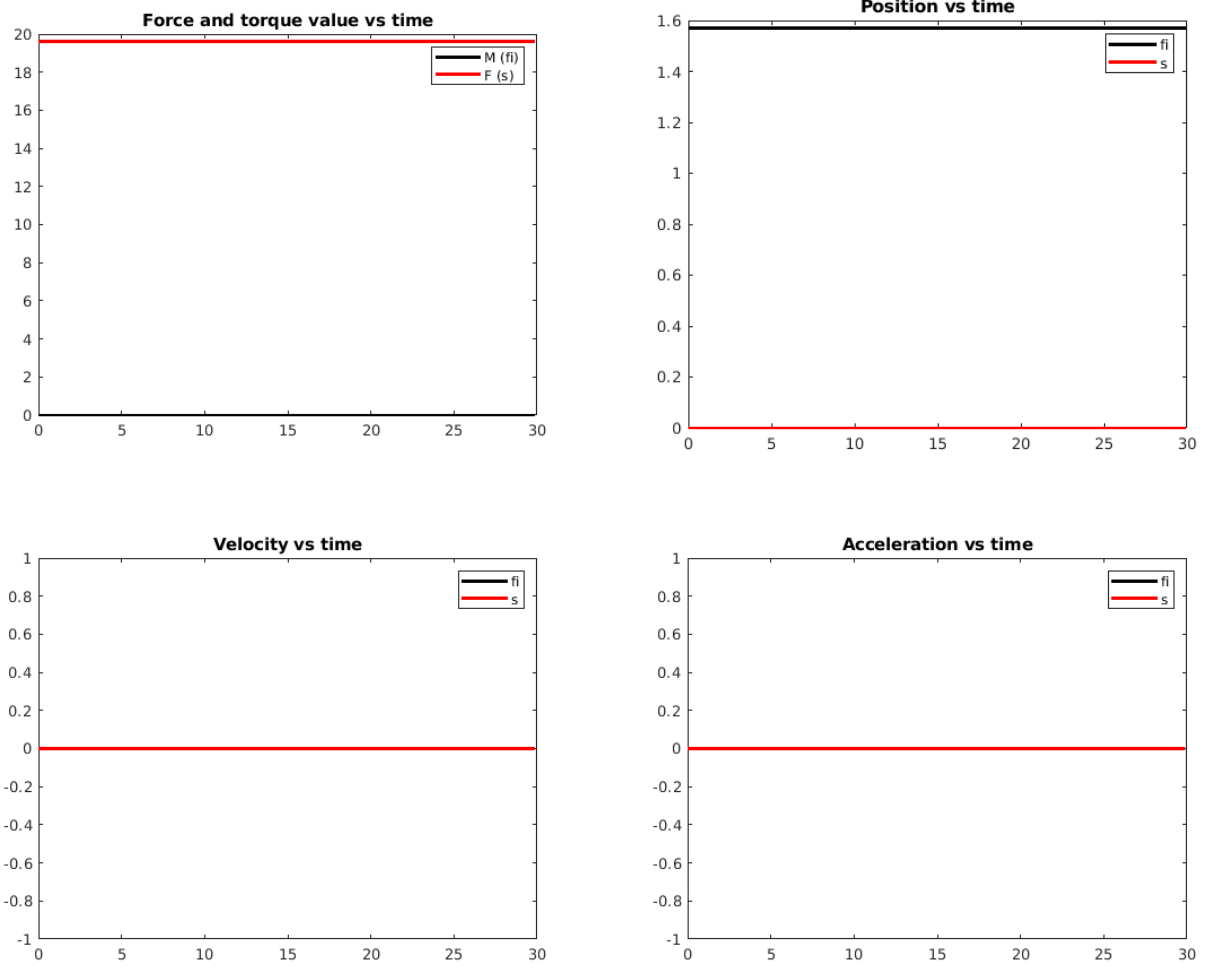 Force and torque value vs time
20
18
16
14
12
10
8
6
4
2
0
0 5 10 15 20 25 30
M (fi)
F (s)
Position vs time
1.6
1.4
1.2
1
0.8
0.6
0.4
0.2
0
0 5 10 15 20 25 30
fi
s
Velocity vs time
1
0.8
0.6
0.4
0.2
0
-0.2
-0.4
-0.6
-0.8
-1
0 5 10 15 20 25 30
fi
s
Acceleration vs time
1
0.8
0.6
0.4
0.2
0
-0.2
-0.4
-0.6
-0.8
-1
0 5 10 15 20 25 30
fi
s